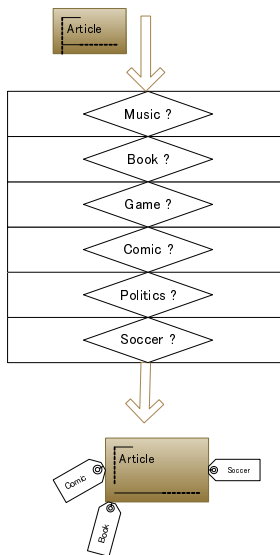 Article
Music ?
Book ?
Game ?
Comic ?
Politics ?
Soccer ?
Article
Comic
Soccer
Book